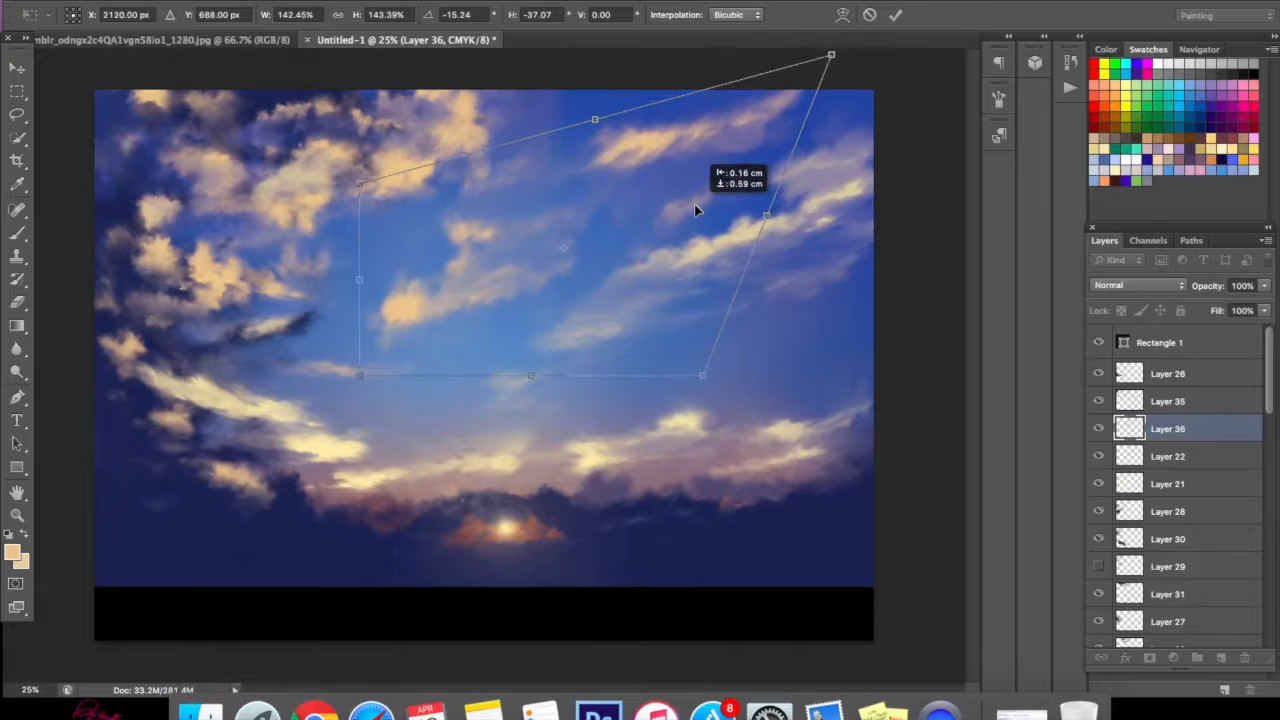 X: 2120.00 px Y: 688.00 px W: 142.45% H: 143.39% -15.24 ° H: -37.07 ° V: 0.00 ° Interpolation: Bicubic Painting
mblr_odngx2c4QA1vgn58io1_1280.jpg @ 66.7% (RGB/8) × Untitled-1 @ 25% (Layer 36, CMYK/8) *
Color Swatches Navigator
: 0.16 cm
: 0.59 cm
Layers Channels Paths
Kind
Normal Opacity: 100%
Lock: Fill: 100%
Rectangle 1
Layer 26
Layer 35
Layer 36
Layer 22
Layer 21
Layer 28
Layer 30
Layer 29
Layer 31
Layer 27
25% Doc: 33.2M/281.4M
APR
Ps
8